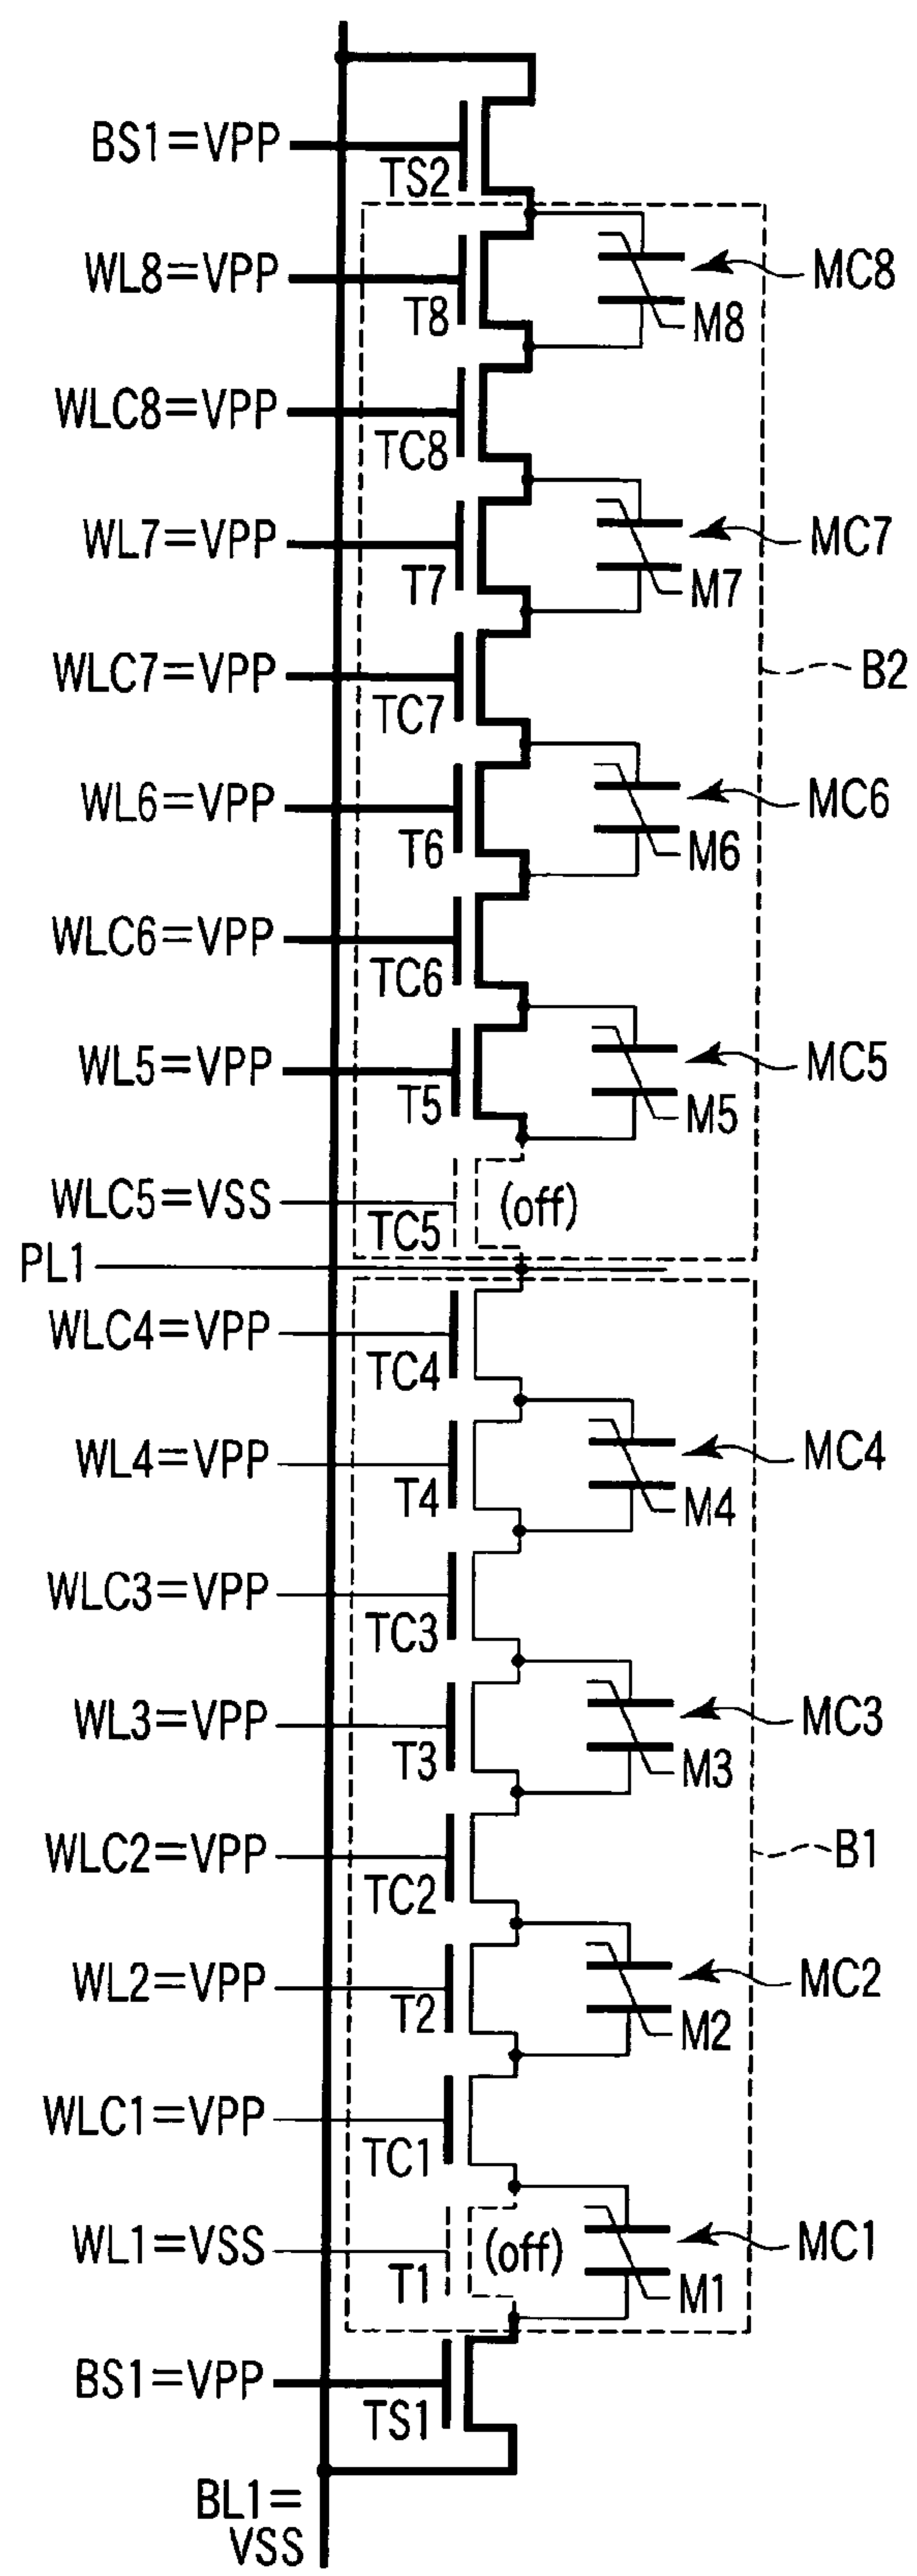 BS1=VPP
TS2
WL8=VPP
T8
M8
MC8
WLC8=VPP
TC8
WL7=VPP
T7
M7
MC7
WLC7=VPP
TC7
B2
WL6=VPP
T6
M6
MC6
WLC6=VPP
TC6
WL5=VPP
T5
M5
MC5
WLC5=VSS
TC5
(off)
PL1
WLC4=VPP
TC4
WL4=VPP
T4
M4
MC4
WLC3=VPP
TC3
WL3=VPP
T3
M3
MC3
WLC2=VPP
TC2
B1
WL2=VPP
T2
M2
MC2
WLC1=VPP
TC1
WL1=VSS
T1
(off)
M1
MC1
BS1=VPP
TS1
BL1=
VSS